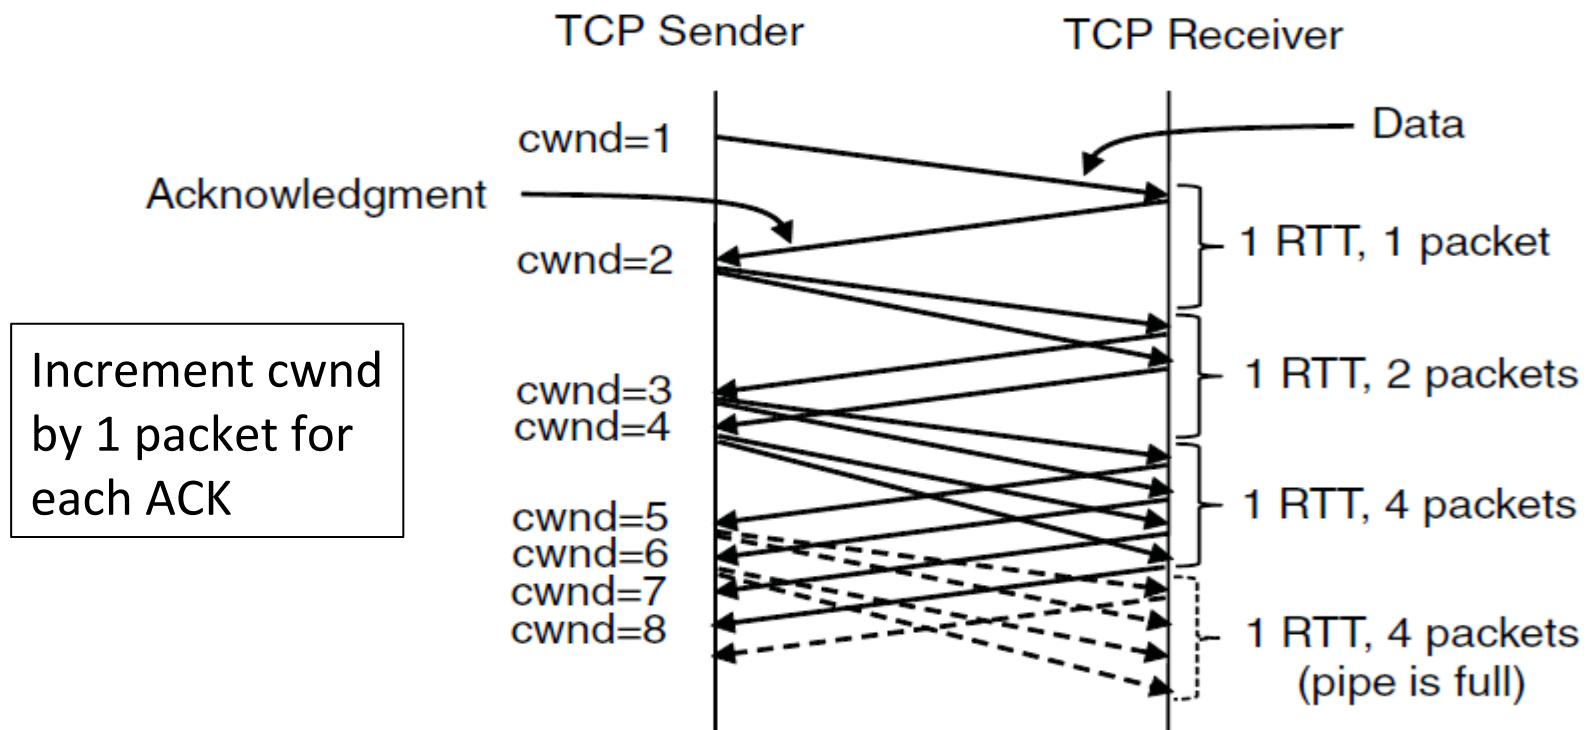 TCP Sender
TCP Receiver
cwnd=1
Data
Acknowledgment
1 RTT, 1 packet
cwnd=2
Increment cwnd
by 1 packet for
each ACK
1 RTT, 2 packets
cwnd=3
cwnd=4
1 RTT, 4 packets
cwnd=5
cwnd=6
cwnd=7
cwnd=8
1 RTT, 4 packets
(pipe is full)